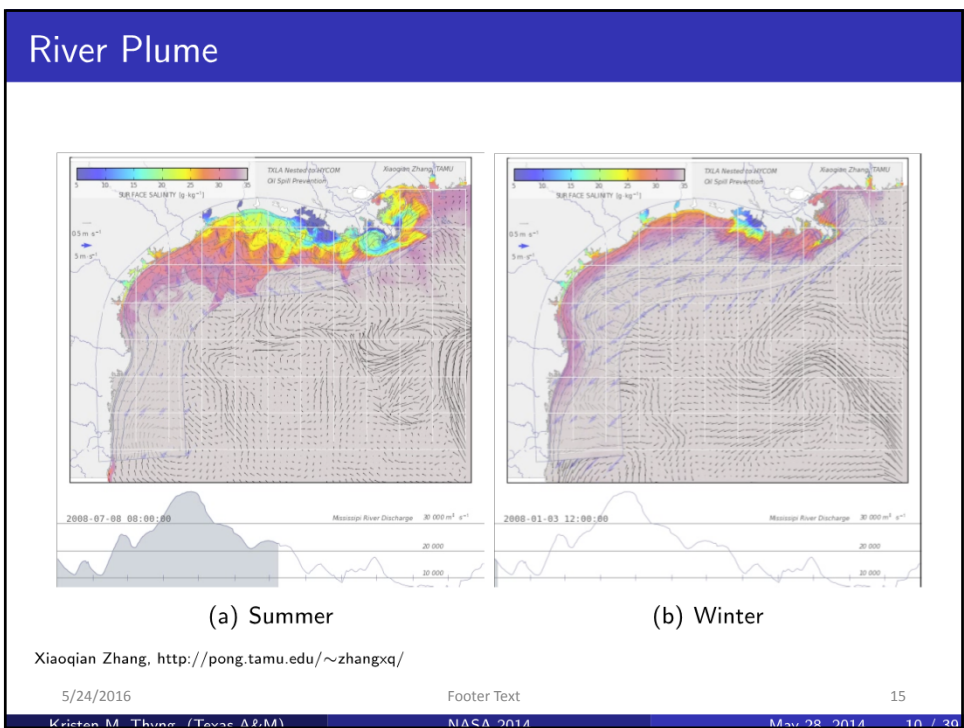 River Plume
TXLA Nested to HYCOM Xiaoqian Zhang, TAMU
Oil Spill Prevention
5 10 15 20 25 30 35
SURFACE SALINITY [g kg⁻¹]
0.5 m s⁻¹
5 m s⁻¹
2008-07-08 08:00:00 Mississippi River Discharge 30 000 m³ s⁻¹
20 000
10 000
(a) Summer
TXLA Nested to HYCOM Xiaoqian Zhang, TAMU
Oil Spill Prevention
5 10 15 20 25 30 35
SURFACE SALINITY [g kg⁻¹]
0.5 m s⁻¹
5 m s⁻¹
2008-01-03 12:00:00 Mississippi River Discharge 30 000 m³ s⁻¹
20 000
10 000
(b) Winter
Xiaoqian Zhang, http://pong.tamu.edu/~zhangxq/
5/24/2016 Footer Text 15
Kristen M. Thyng (Texas A&M) NASA 2014 May 28, 2014 10 / 39